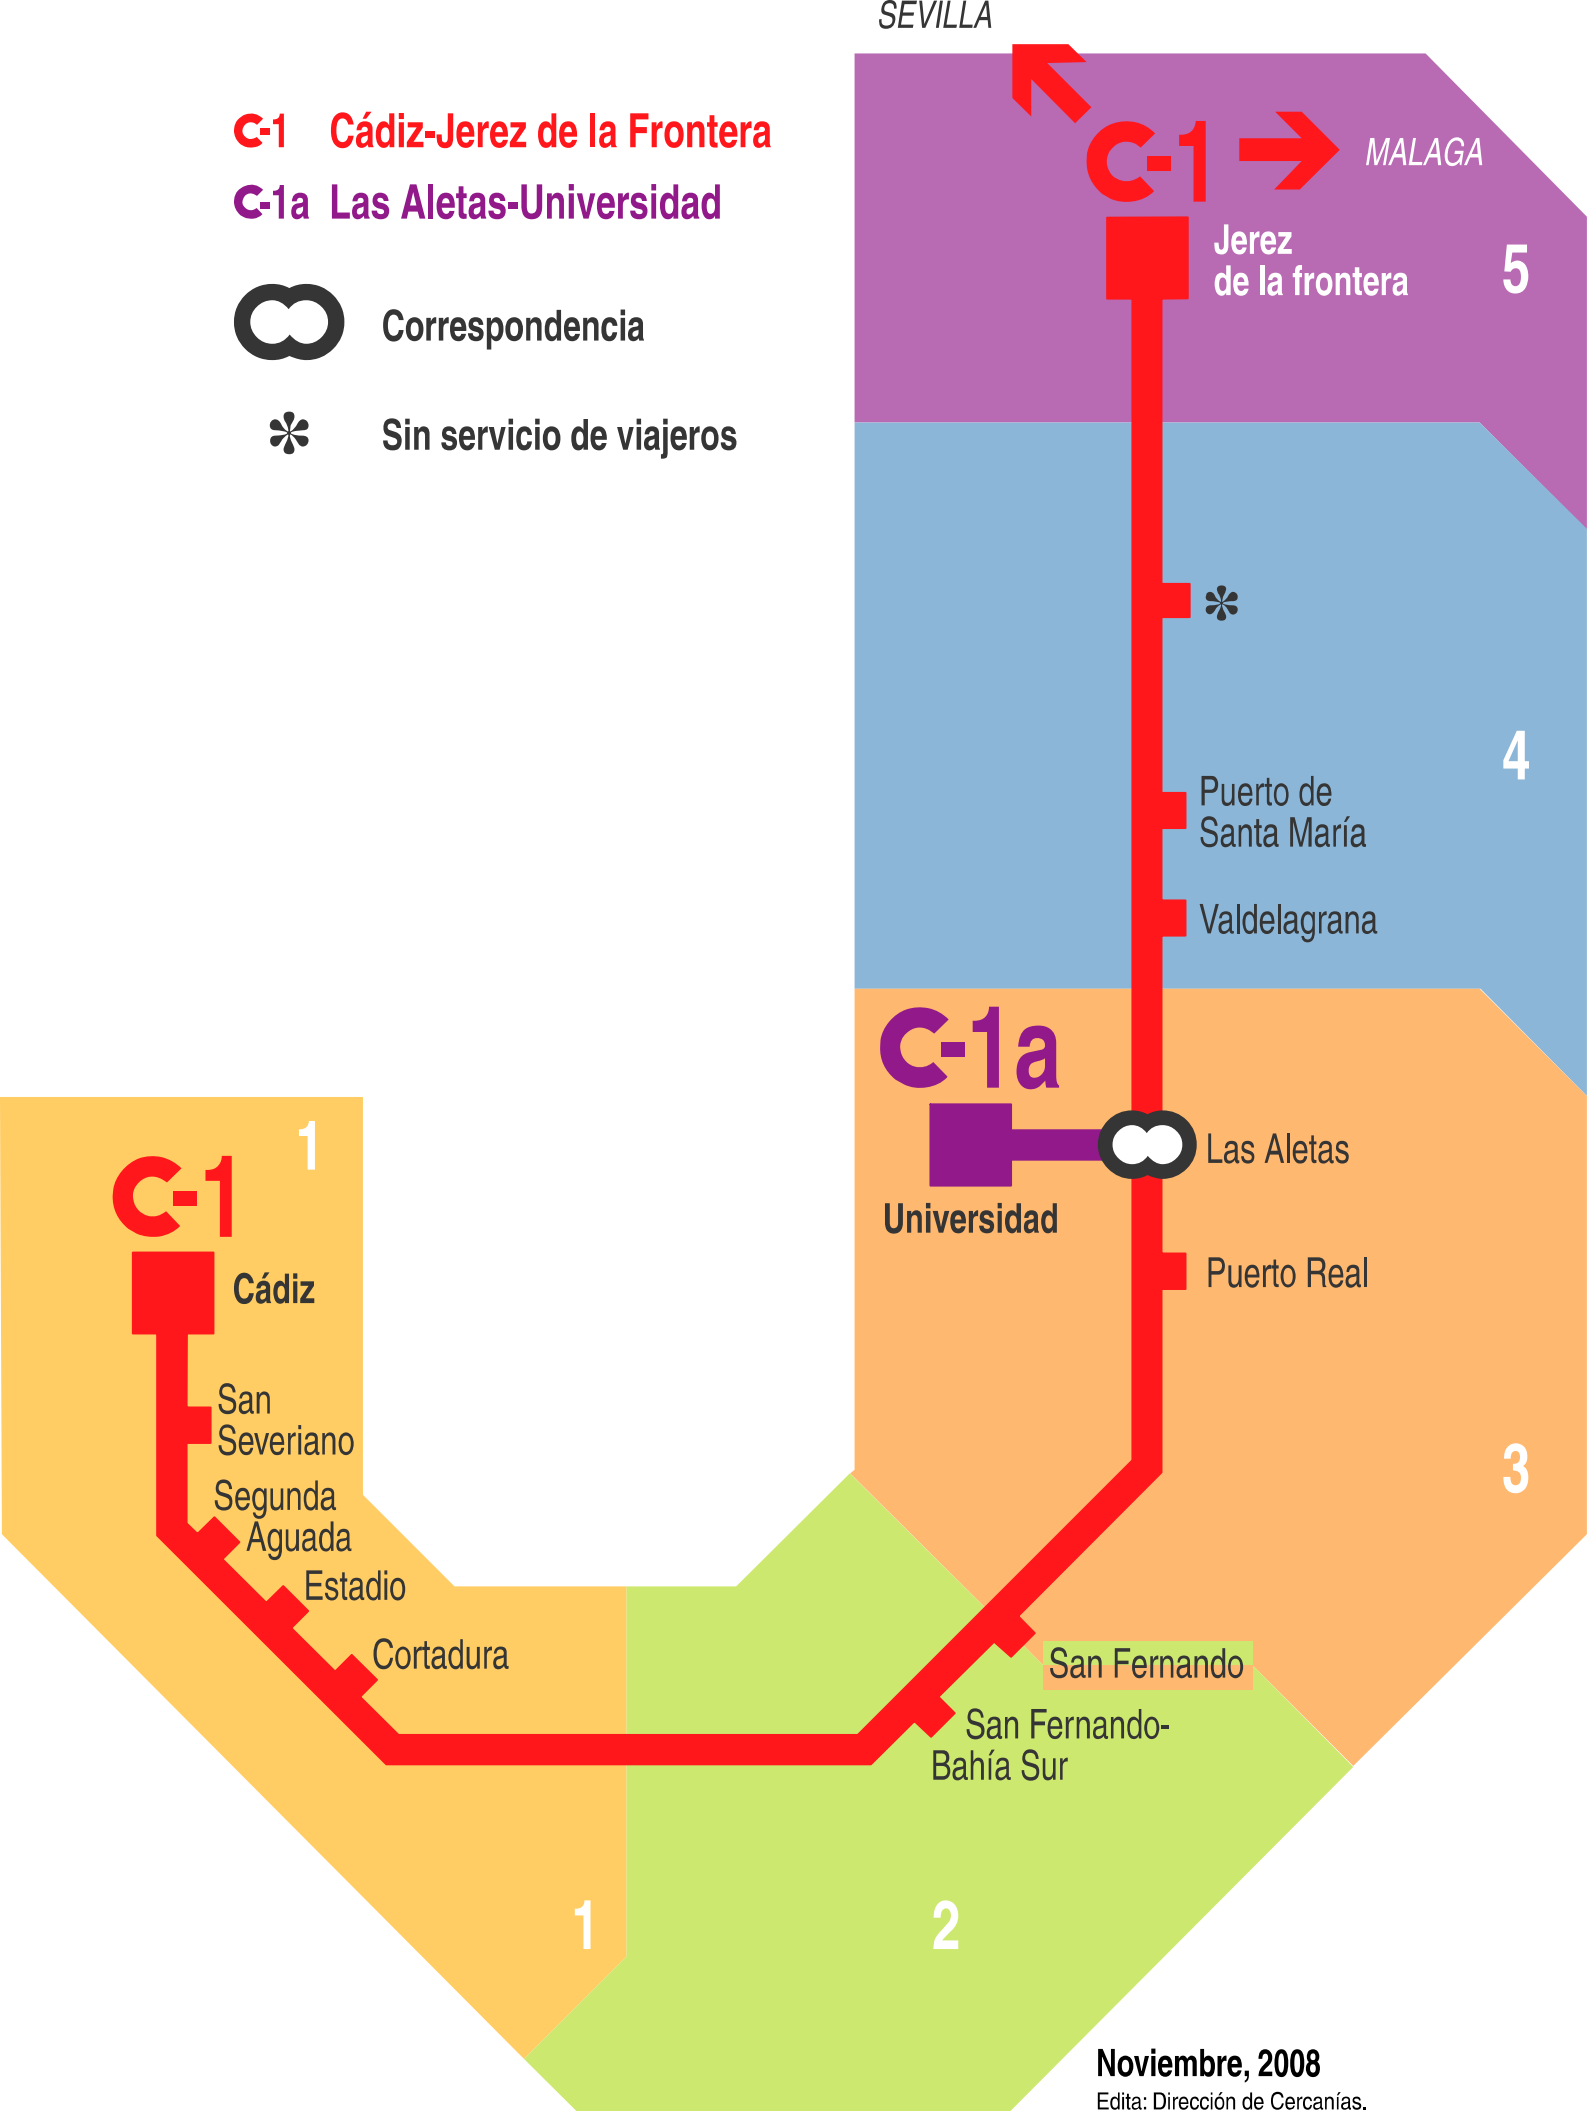 SEVILLA
C-1 Cádiz-Jerez de la Frontera
C-1a Las Aletas-Universidad
Correspondencia
* Sin servicio de viajeros
C-1
MALAGA
Jerez
de la frontera
5
*
4
Puerto de
Santa María
Valdelagrana
C-1a
Las Aletas
Universidad
Puerto Real
3
1
C-1
Cádiz
San
Severiano
Segunda
Aguada
Estadio
Cortadura
San Fernando
San Fernando-
Bahía Sur
1
2
Noviembre, 2008
Edita: Dirección de Cercanías.